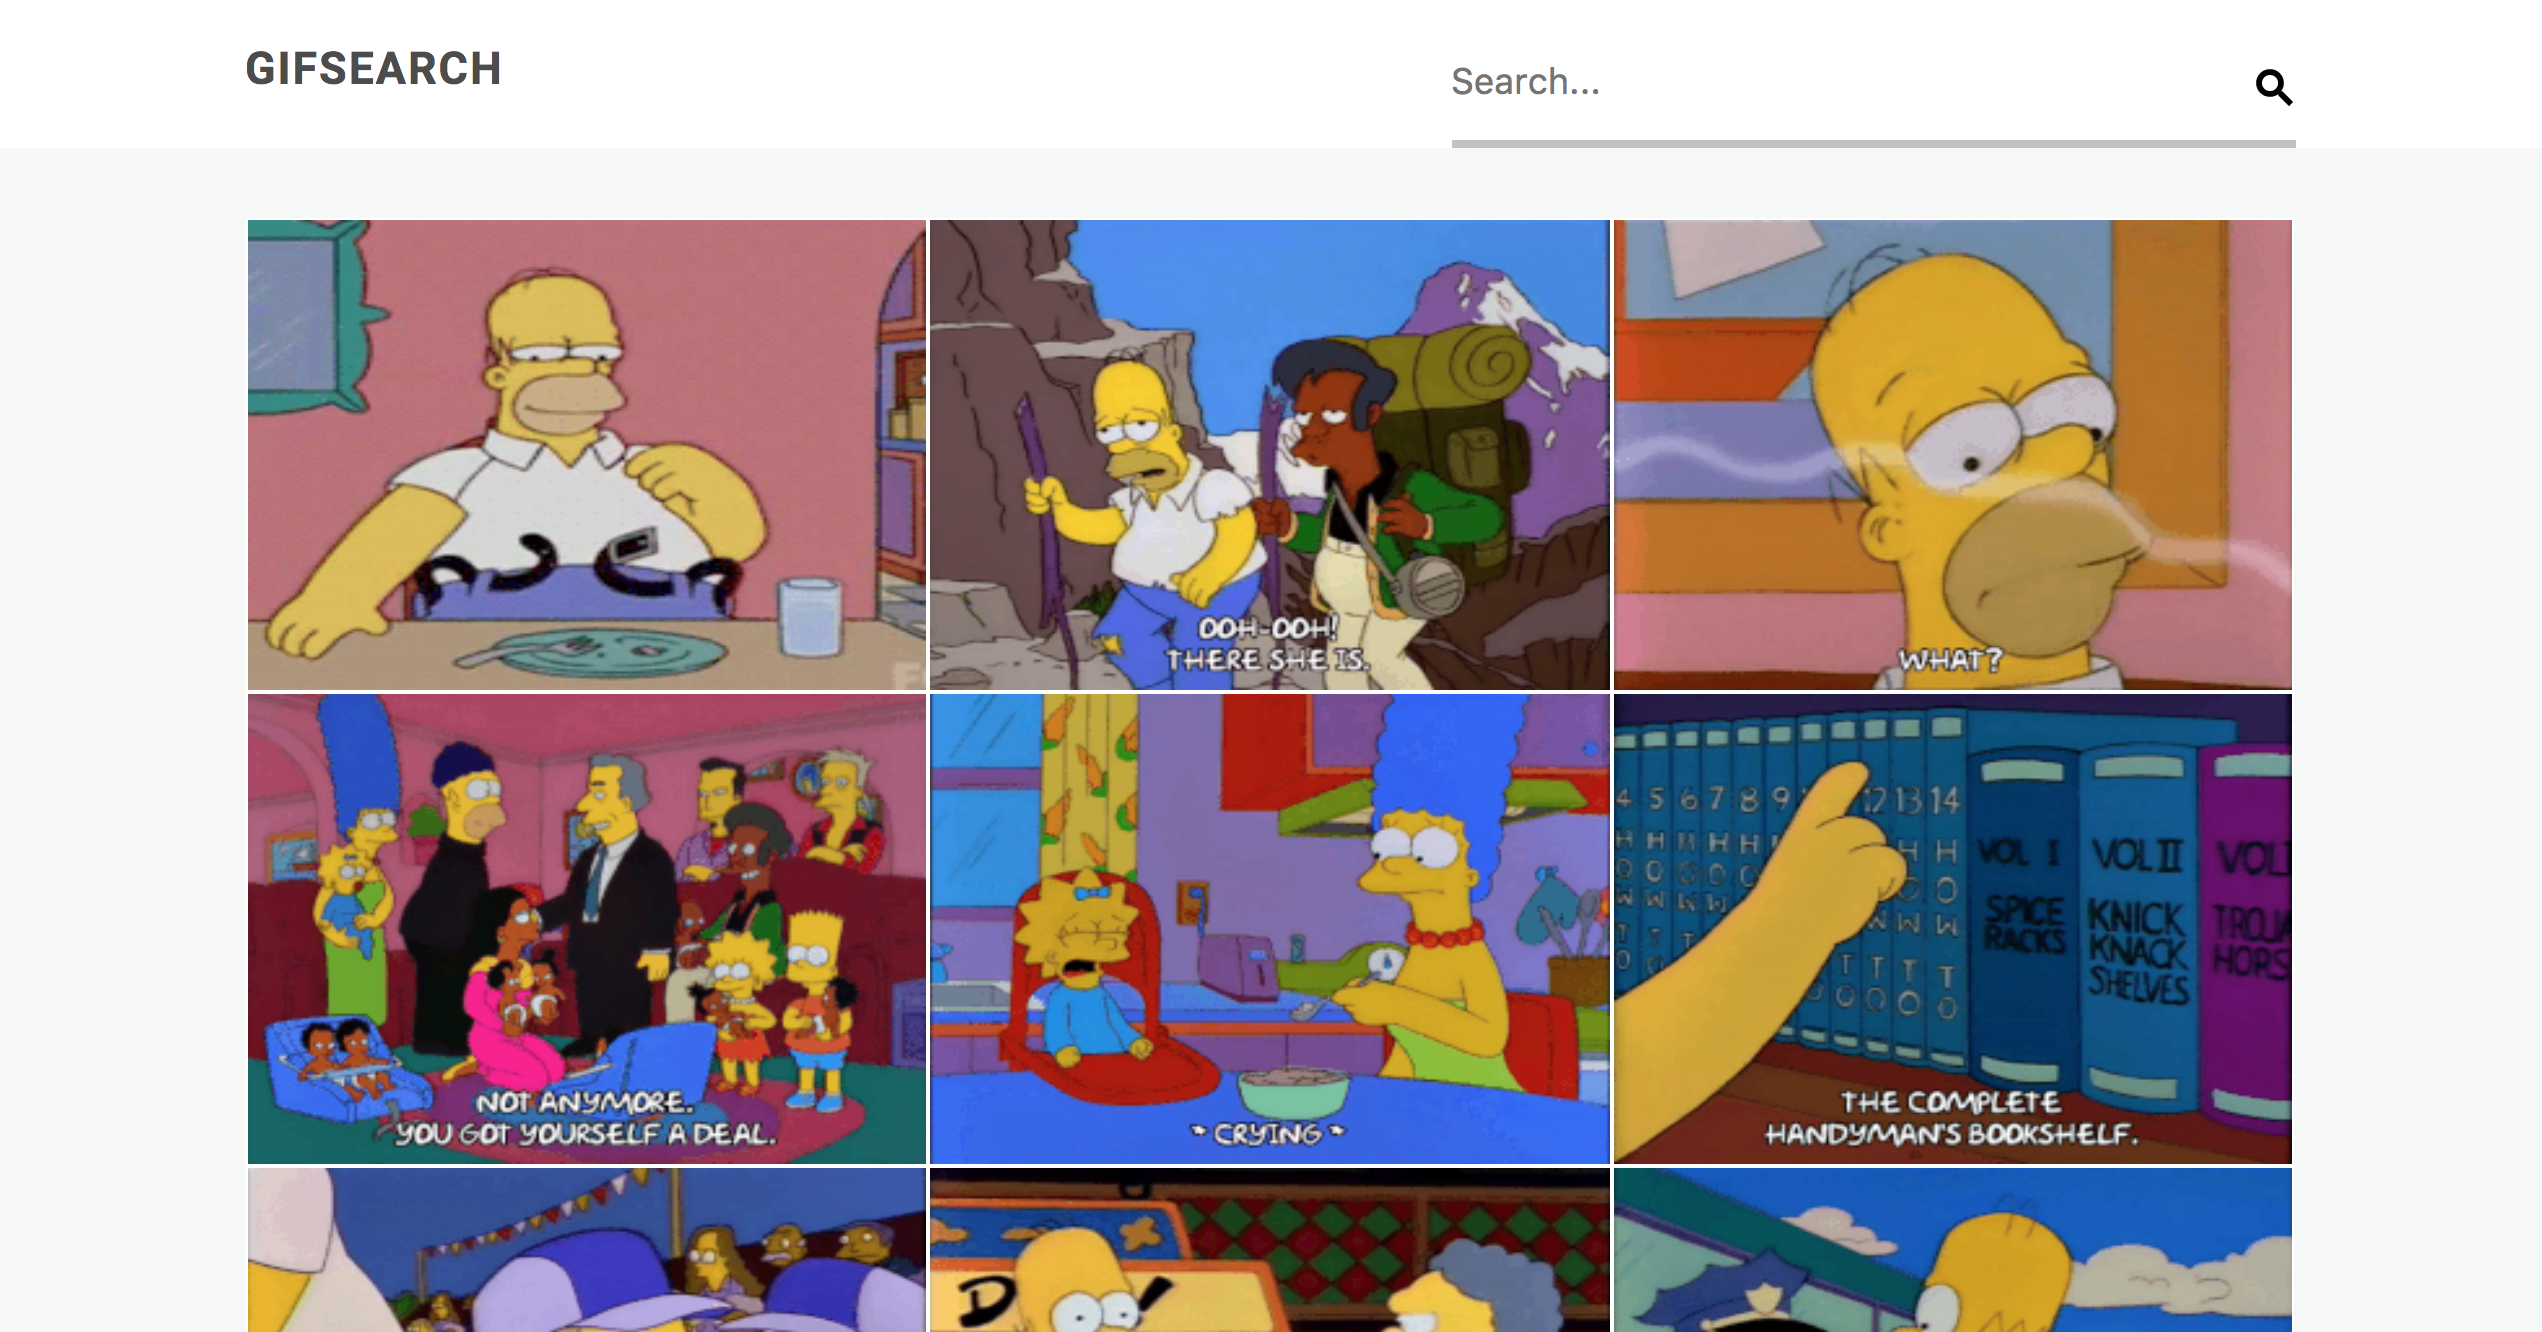 GIFSEARCH
Search...
OOH-OOH!
THERE SHE IS.
WHAT?
NOT ANYMORE.
YOU GOT YOURSELF A DEAL.
* CRYING *
4 5 6 7 8 9 12 13 14
HOW TO
VOL I
SPICE
RACKS
VOL II
KNICK
KNACK
SHELVES
VOL
TROJA
HORS
THE COMPLETE
HANDYMAN'S BOOKSHELF.
D